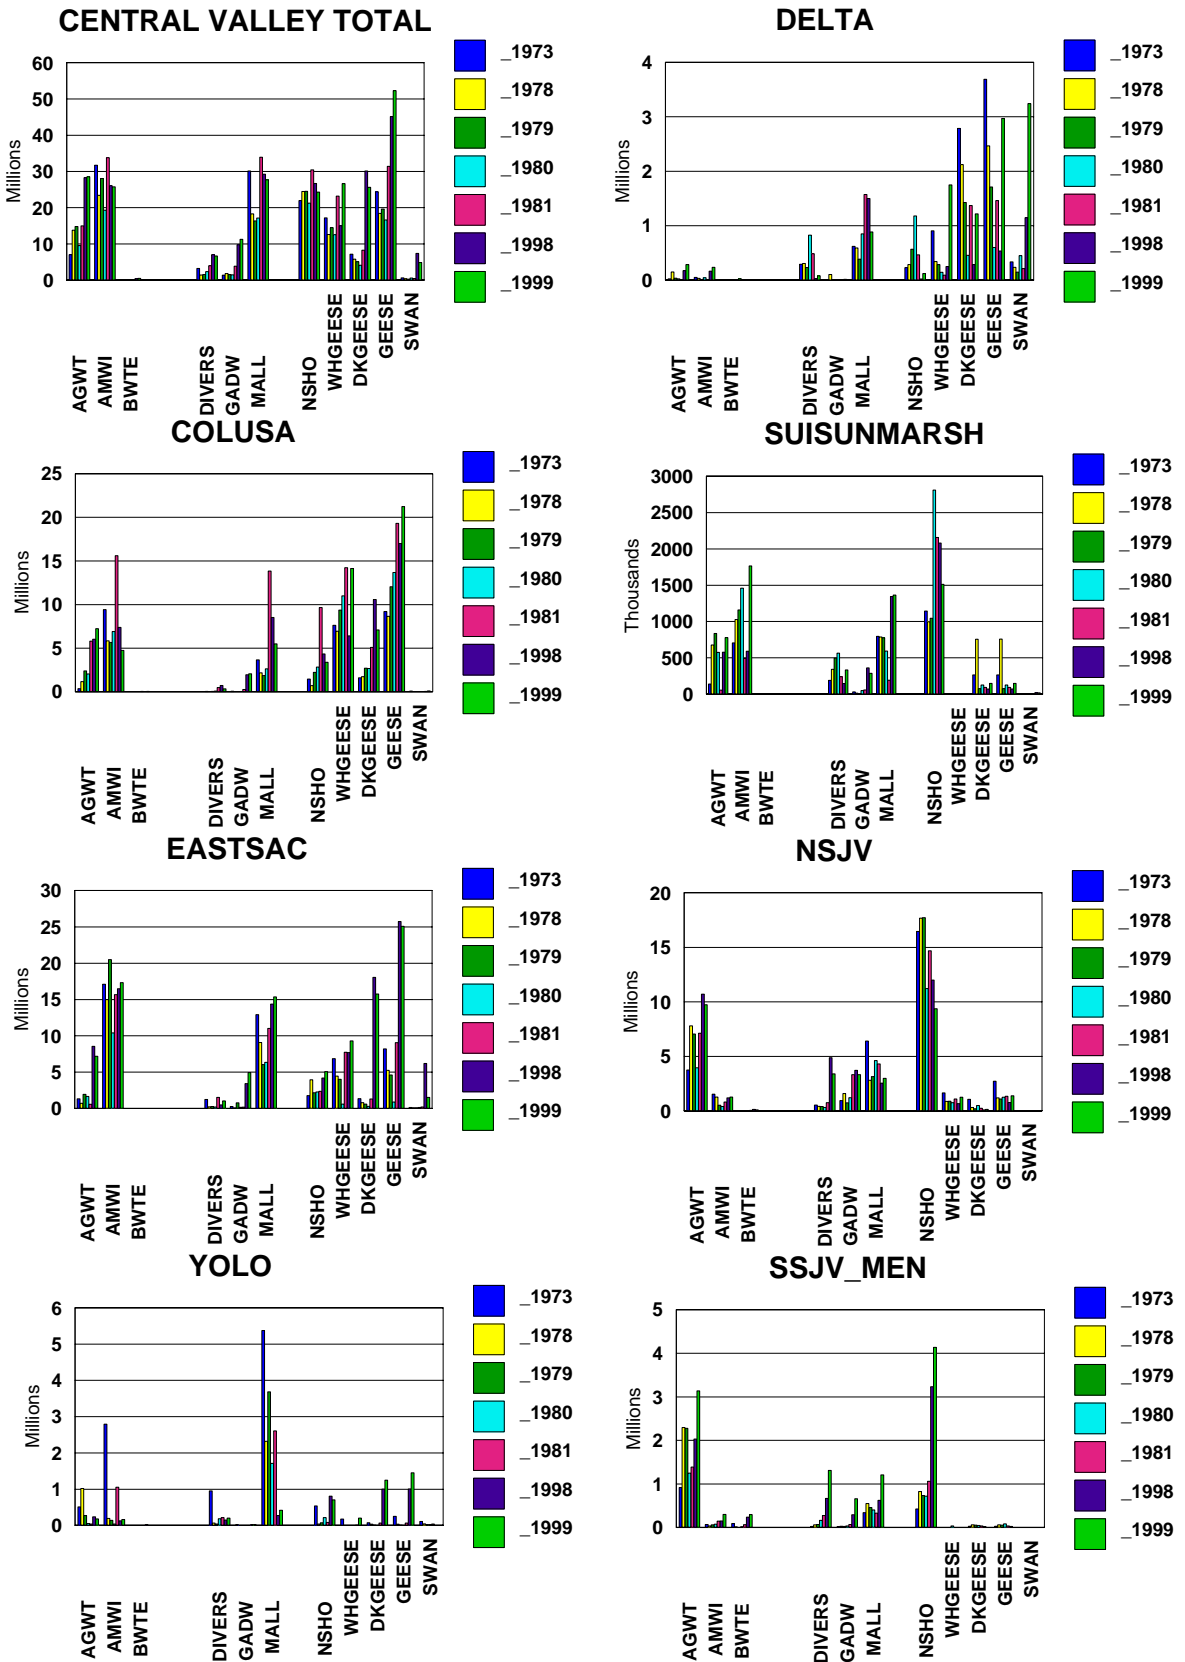 CENTRAL VALLEY TOTAL
60
50
40
30
20
10
0
Millions
AGWT
AMWI
BWTE
DIVERS
GADW
MALL
NSHO
WHGEESE
DKGEESE
GEESE
SWAN
_1973
_1978
_1979
_1980
_1981
_1998
_1999
DELTA
4
3
2
1
0
Millions
AGWT
AMWI
BWTE
DIVERS
GADW
MALL
NSHO
WHGEESE
DKGEESE
GEESE
SWAN
_1973
_1978
_1979
_1980
_1981
_1998
_1999
COLUSA
25
20
15
10
5
0
Millions
AGWT
AMWI
BWTE
DIVERS
GADW
MALL
NSHO
WHGEESE
DKGEESE
GEESE
SWAN
_1973
_1978
_1979
_1980
_1981
_1998
_1999
SUISUNMARSH
3000
2500
2000
1500
1000
500
0
Thousands
AGWT
AMWI
BWTE
DIVERS
GADW
MALL
NSHO
WHGEESE
DKGEESE
GEESE
SWAN
_1973
_1978
_1979
_1980
_1981
_1998
_1999
EASTSAC
30
25
20
15
10
5
0
Millions
AGWT
AMWI
BWTE
DIVERS
GADW
MALL
NSHO
WHGEESE
DKGEESE
GEESE
SWAN
_1973
_1978
_1979
_1980
_1981
_1998
_1999
NSJV
20
15
10
5
0
Millions
AGWT
AMWI
BWTE
DIVERS
GADW
MALL
NSHO
WHGEESE
DKGEESE
GEESE
SWAN
_1973
_1978
_1979
_1980
_1981
_1998
_1999
YOLO
6
5
4
3
2
1
0
Millions
AGWT
AMWI
BWTE
DIVERS
GADW
MALL
NSHO
WHGEESE
DKGEESE
GEESE
SWAN
_1973
_1978
_1979
_1980
_1981
_1998
_1999
SSJV_MEN
5
4
3
2
1
0
Millions
AGWT
AMWI
BWTE
DIVERS
GADW
MALL
NSHO
WHGEESE
DKGEESE
GEESE
SWAN
_1973
_1978
_1979
_1980
_1981
_1998
_1999